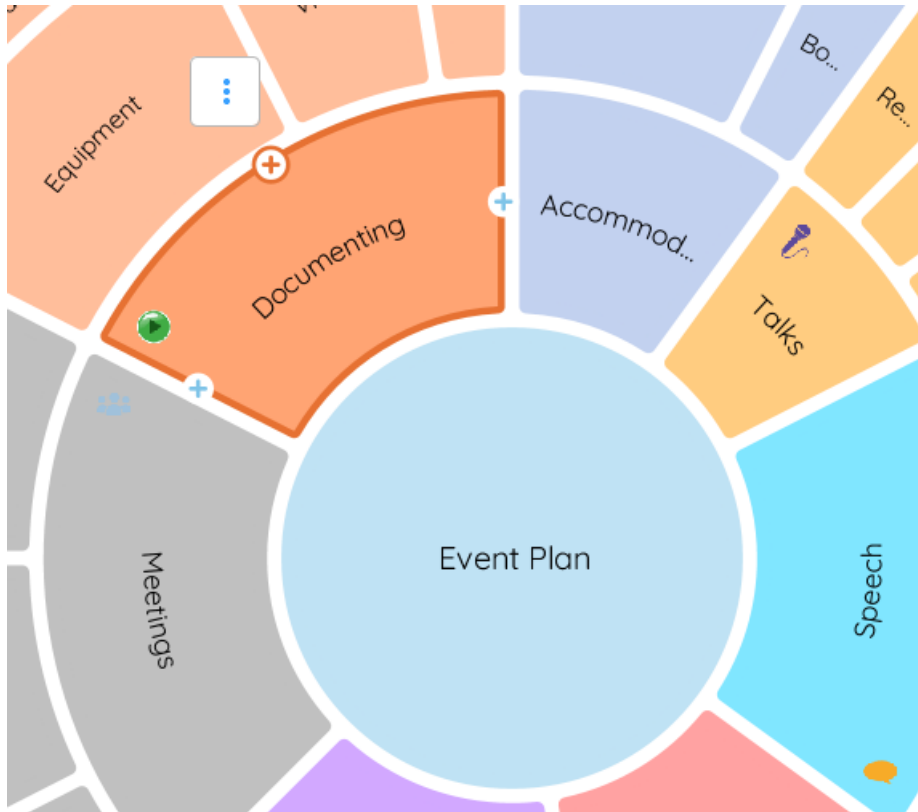 Equipment
Bo...
Re...
Documenting
Accommod...
Talks
Meetings
Event Plan
Speech